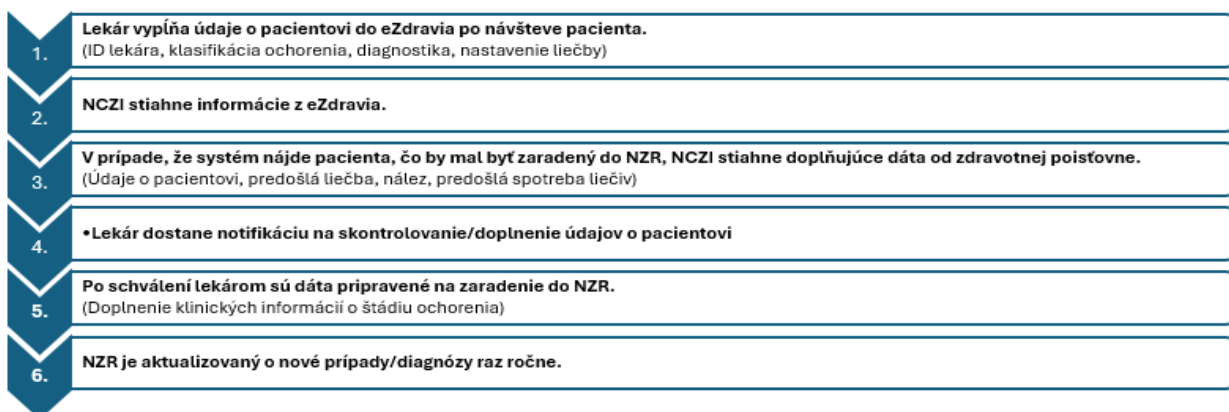 1.
Lekár vypĺňa údaje o pacientovi do eZdravia po návšteve pacienta.
(ID lekára, klasifikácia ochorenia, diagnostika, nastavenie liečby)
2.
NCZI stiahne informácie z eZdravia.
3.
V prípade, že systém nájde pacienta, čo by mal byť zaradený do NZR, NCZI stiahne doplňujúce dáta od zdravotnej poisťovne.
(Údaje o pacientovi, predošlá liečba, nález, predošlá spotreba liečiv)
4.
•Lekár dostane notifikáciu na skontrolovanie/doplnenie údajov o pacientovi
5.
Po schválení lekárom sú dáta pripravené na zaradenie do NZR.
(Doplnenie klinických informácií o štádiu ochorenia)
6.
NZR je aktualizovaný o nové prípady/diagnózy raz ročne.